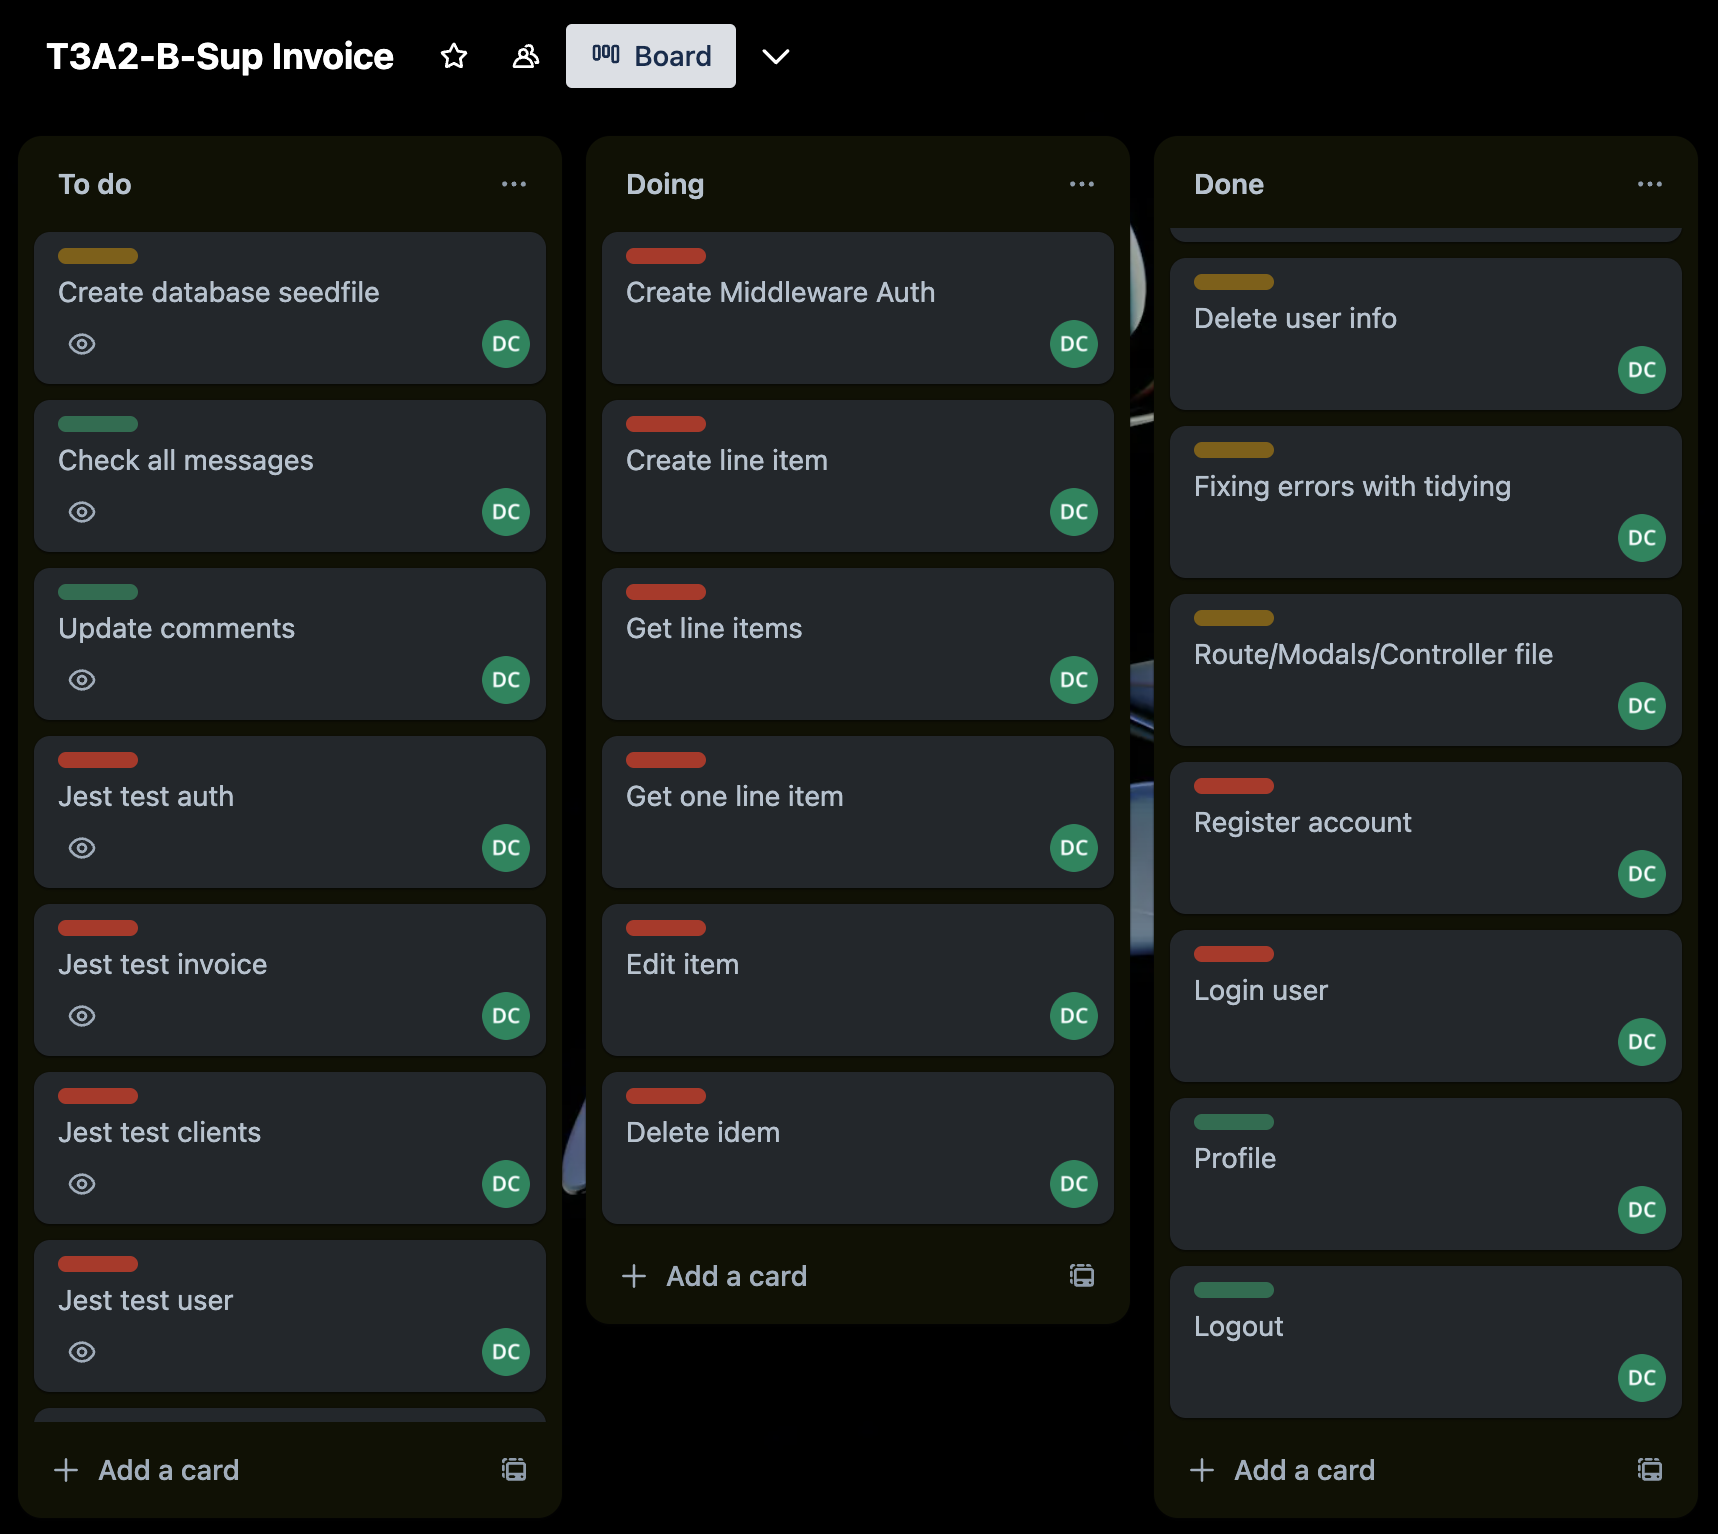 T3A2-B-Sup Invoice
Board
To do
Create database seedfile
DC
Check all messages
DC
Update comments
DC
Jest test auth
DC
Jest test invoice
DC
Jest test clients
DC
Jest test user
DC
Add a card
Doing
Create Middleware Auth
DC
Create line item
DC
Get line items
DC
Get one line item
DC
Edit item
DC
Delete idem
DC
Add a card
Done
Delete user info
DC
Fixing errors with tidying
DC
Route/Modals/Controller file
DC
Register account
DC
Login user
DC
Profile
DC
Logout
DC
Add a card